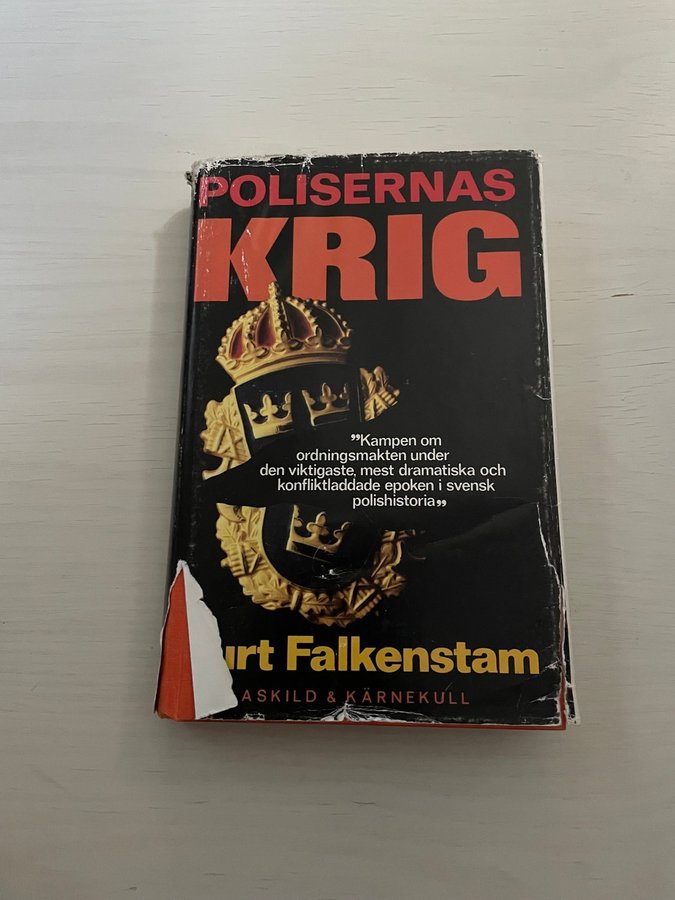 POLISERNAS
KRIG
”Kampen om
ordningsmakten under
den viktigaste, mest dramatiska och
konfliktladdade epoken i svensk
polishistoria„
urt Falkenstam
ASKILD & KÄRNEKULL